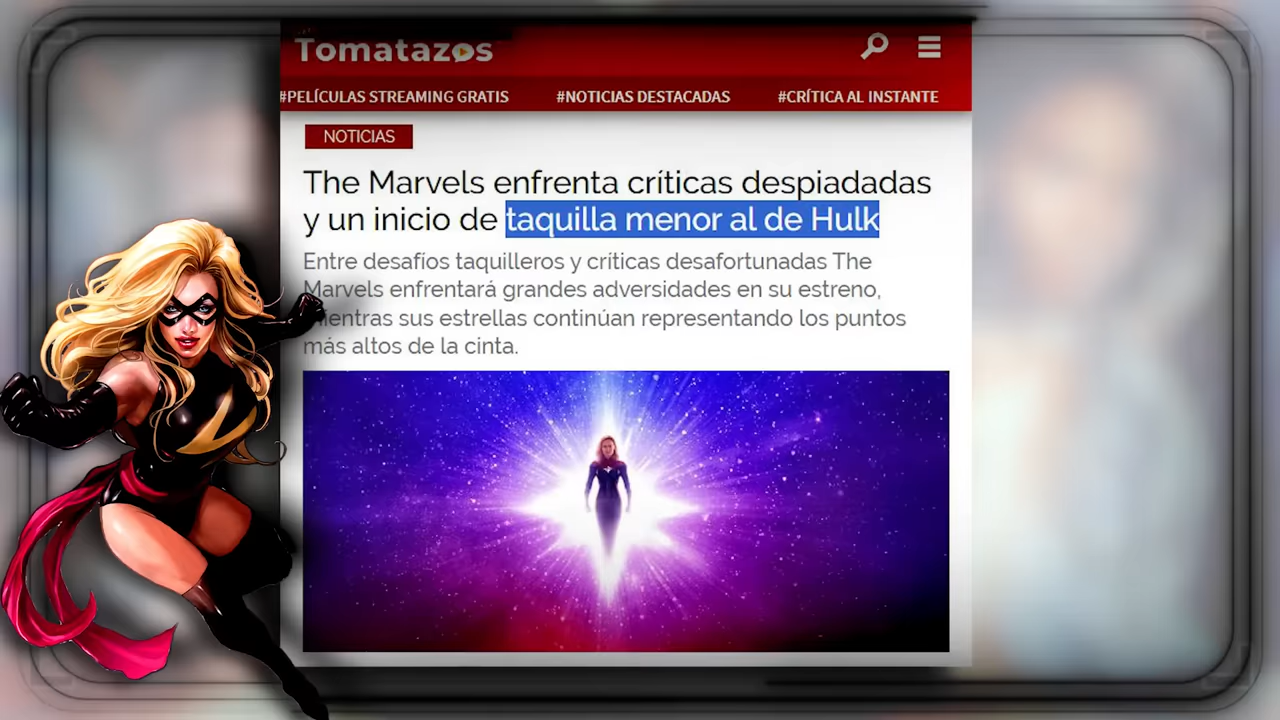 Tomatazos
#PELÍCULAS STREAMING GRATIS #NOTICIAS DESTACADAS #CRÍTICA AL INSTANTE
NOTICIAS
The Marvels enfrenta críticas despiadadas
y un inicio de taquilla menor al de Hulk
Entre desafíos taquilleros y críticas desafortunadas The
Marvels enfrentará grandes adversidades en su estreno,
mientras sus estrellas continúan representando los puntos
más altos de la cinta.